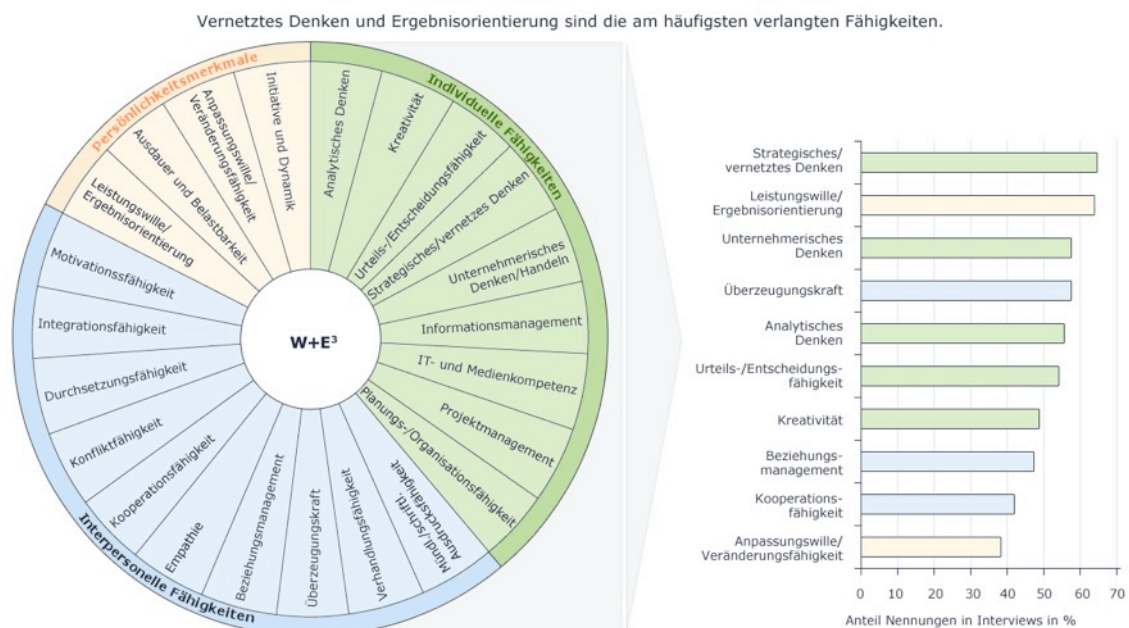 Vernetztes Denken und Ergebnisorientierung sind die am häufigsten verlangten Fähigkeiten.
Persönlichkeitsmerkmale
Leistungswille/
Ergebnisorientierung
Ausdauer und Belastbarkeit
Anpassungswille/
Veränderungsfähigkeit
Initiative und Dynamik
Individuelle Fähigkeiten
Analytisches Denken
Kreativität
Urteils-/Entscheidungsfähigkeit
Strategisches/vernetzes Denken
Unternehmerisches
Denken/Handeln
Informationsmanagement
IT- und Medienkompetenz
Projektmanagement
Planungs-/Organisationsfähigkeit
Interpersonelle Fähigkeiten
Mündl./schriftl.
Ausdrucksfähigkeit
Verhandlungsfähigkeit
Überzeugungskraft
Beziehungsmanagement
Empathie
Kooperationsfähigkeit
Konfliktfähigkeit
Durchsetzungsfähigkeit
Integrationsfähigkeit
Motivationssfähigkeit
W+E³
Strategisches/
vernetztes Denken
Leistungswille/
Ergebnisorientierung
Unternehmerisches
Denken
Überzeugungskraft
Analytisches
Denken
Urteils-/Entscheidungs-
fähigkeit
Kreativität
Beziehungs-
management
Kooperations-
fähigkeit
Anpassungswille/
Veränderungsfähigkeit
0 10 20 30 40 50 60 70
Anteil Nennungen in Interviews in %